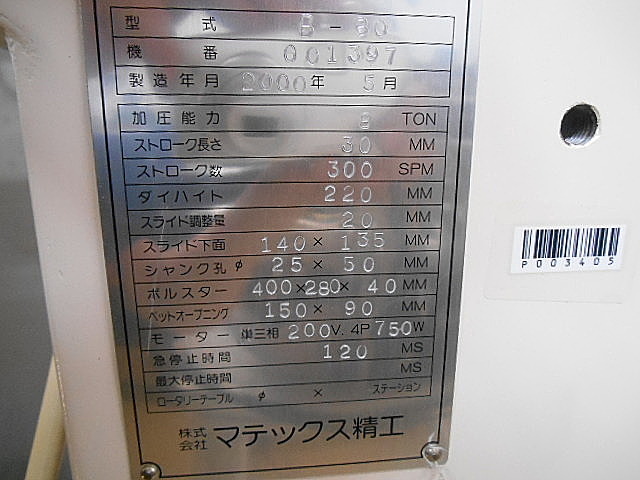 型式 B-80
機番 001397
製造年月 2000年 5月
加圧能力 8 TON
ストローク長さ 30 MM
ストローク数 300 SPM
ダイハイト 220 MM
スライド調整量 20 MM
スライド下面 140 × 135 MM
シャンク孔 φ 25 × 50 MM
ボルスター 400×280× 40 MM
ベットオープニング 150 × 90 MM
モーター 単三相 200V. 4P 750W
急停止時間 120 MS
最大停止時間 MS
ロータリーテーブル φ × ステーション
株式会社 マテックス精工
P003405